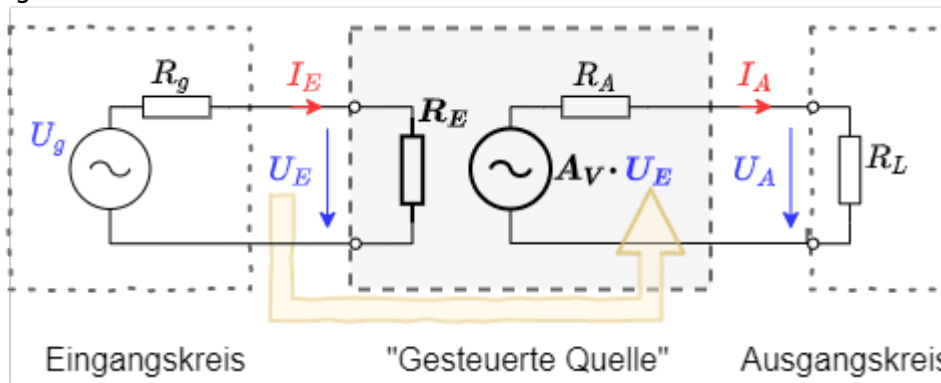 R_g I_E R_A I_A
R_E
U_g U_E A_V · U_E U_A R_L
Eingangskreis "Gesteuerte Quelle" Ausgangskreis